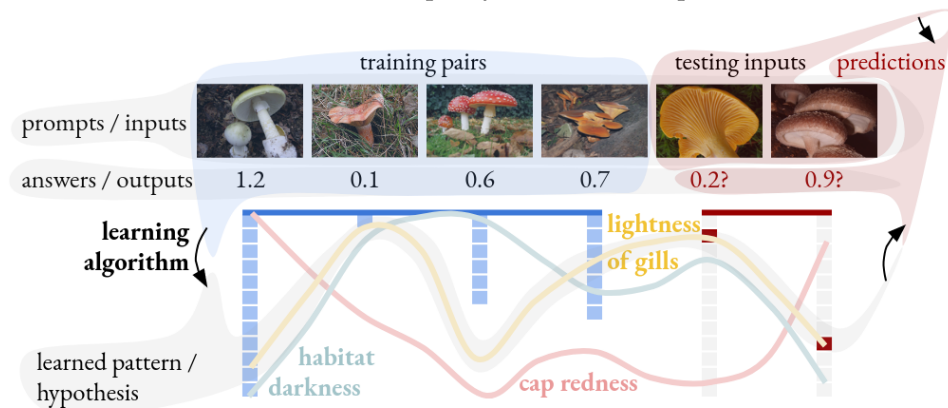 training pairs
testing inputs
predictions
prompts / inputs
answers / outputs
1.2
0.1
0.6
0.7
0.2?
0.9?
learning
algorithm
lightness
of gills
learned pattern /
hypothesis
habitat
darkness
cap redness